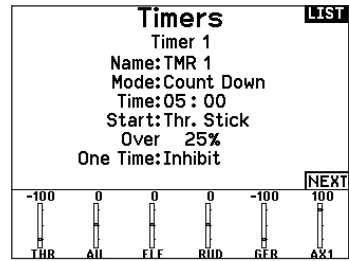 Timers
LIST
Timer 1
Name:TMR 1
Mode:Count Down
Time:05:00
Start:Thr. Stick
Over 25%
One Time:Inhibit
NEXT
-100 0 0 0 -100 100
THR AIL ELE RUD GER AX1